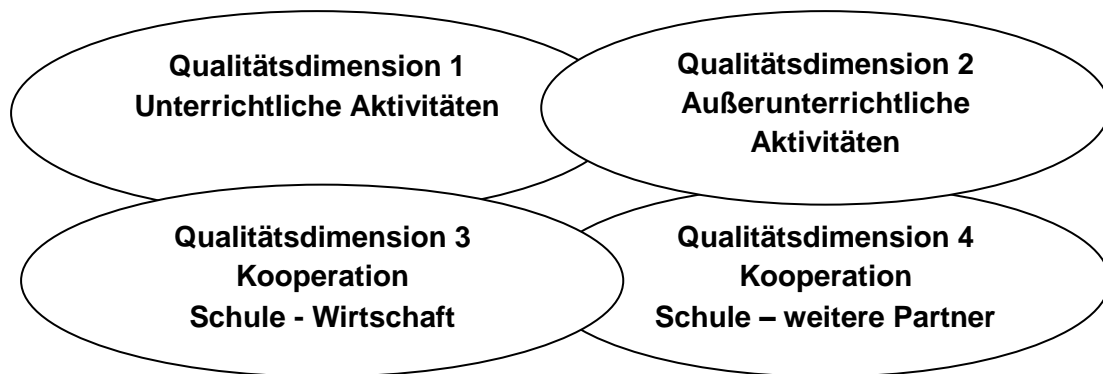 Qualitätsdimension 1
Unterrichtliche Aktivitäten
Qualitätsdimension 2
Außerunterrichtliche
Aktivitäten
Qualitätsdimension 3
Kooperation
Schule - Wirtschaft
Qualitätsdimension 4
Kooperation
Schule – weitere Partner